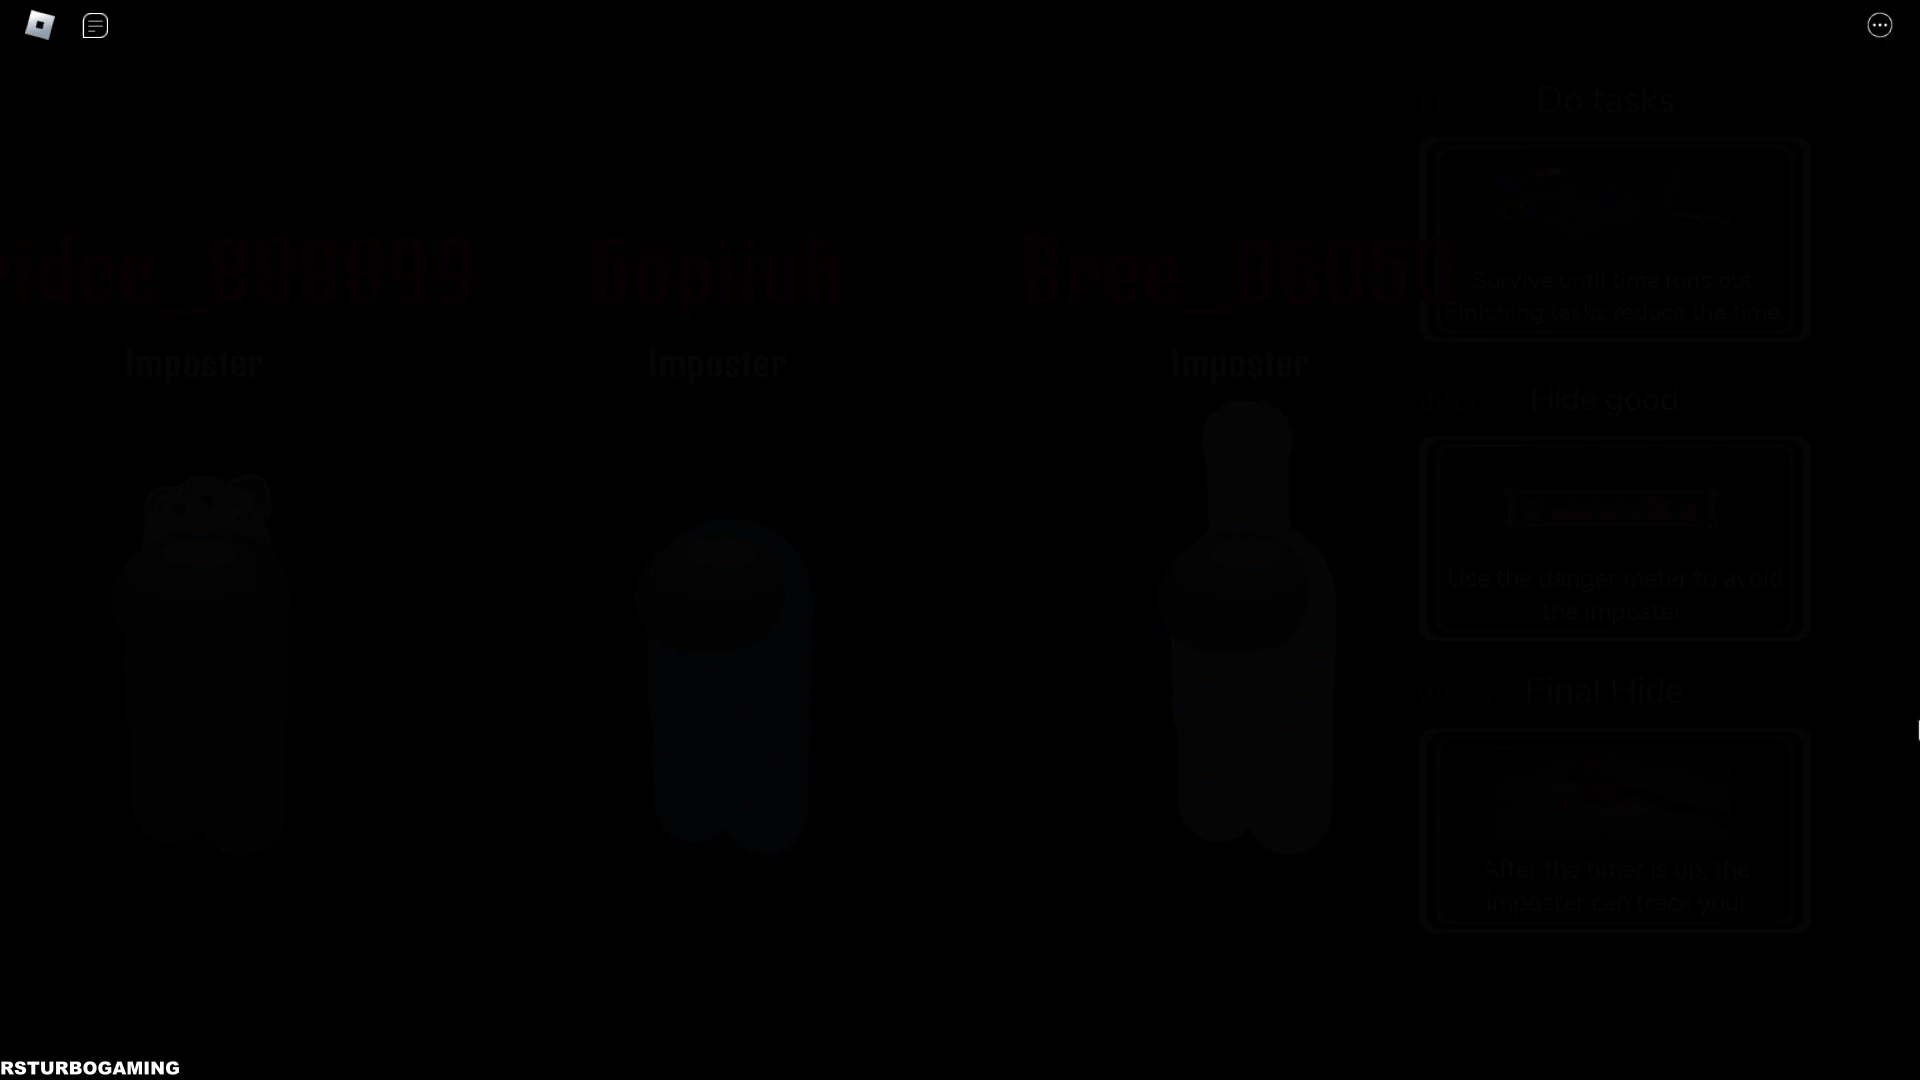 Do tasks
Gopiiuh
Imposter
Imposter
Imposter
Survive until time runs out.
Finishing tasks reduce the time.
Hide good
Use the danger meter to avoid
the imposter
Final Hide
After the timer is up, the
imposter can track you!
RSTURBOGAMING